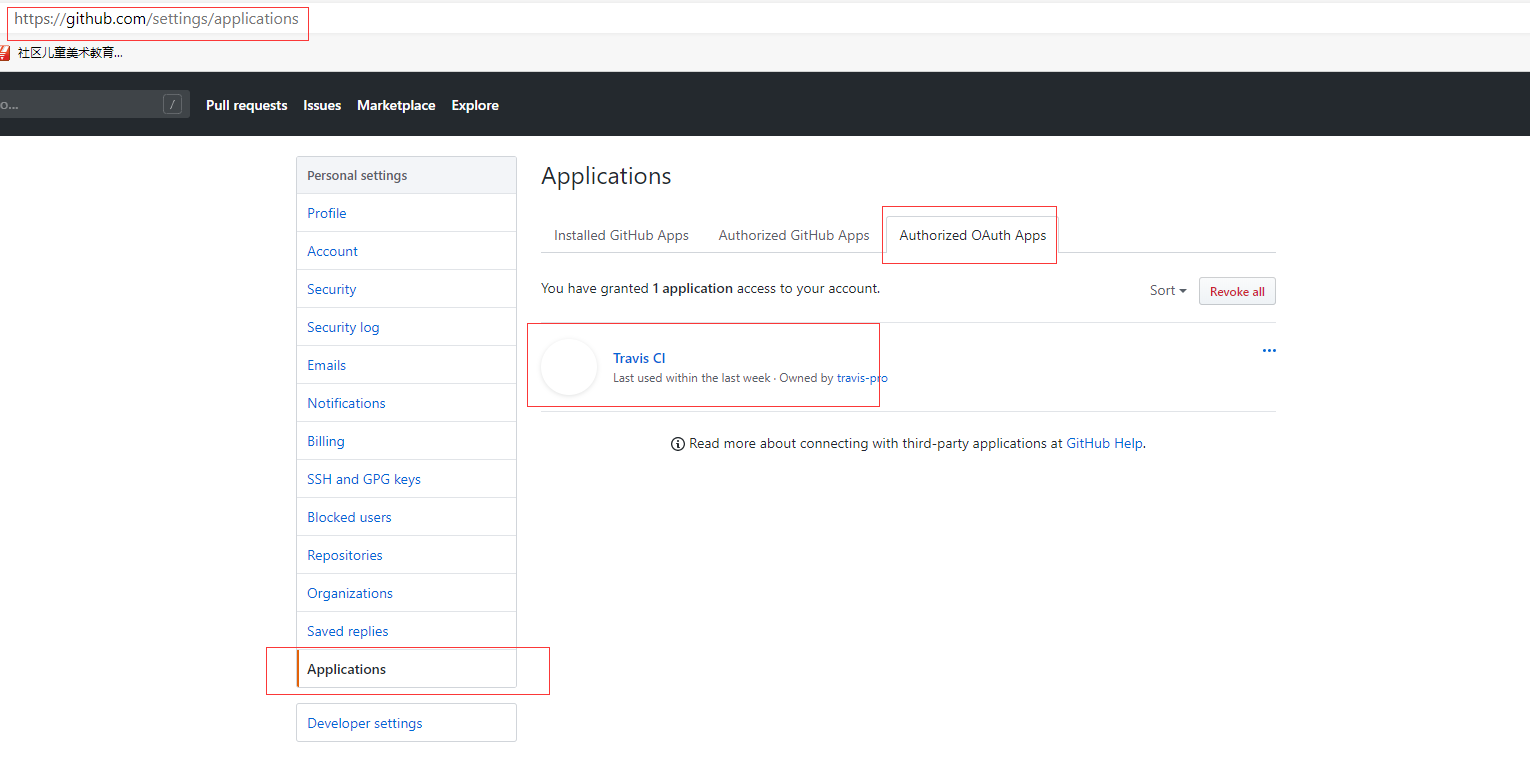 https://github.com/settings/applications
社区儿童美术教育...
o...
/
Pull requests Issues Marketplace Explore
Personal settings
Profile
Account
Security
Security log
Emails
Notifications
Billing
SSH and GPG keys
Blocked users
Repositories
Organizations
Saved replies
Applications
Developer settings
Applications
Installed GitHub Apps Authorized GitHub Apps Authorized OAuth Apps
You have granted 1 application access to your account.
Sort Revoke all
Travis CI
Last used within the last week · Owned by travis-pro
Read more about connecting with third-party applications at GitHub Help.